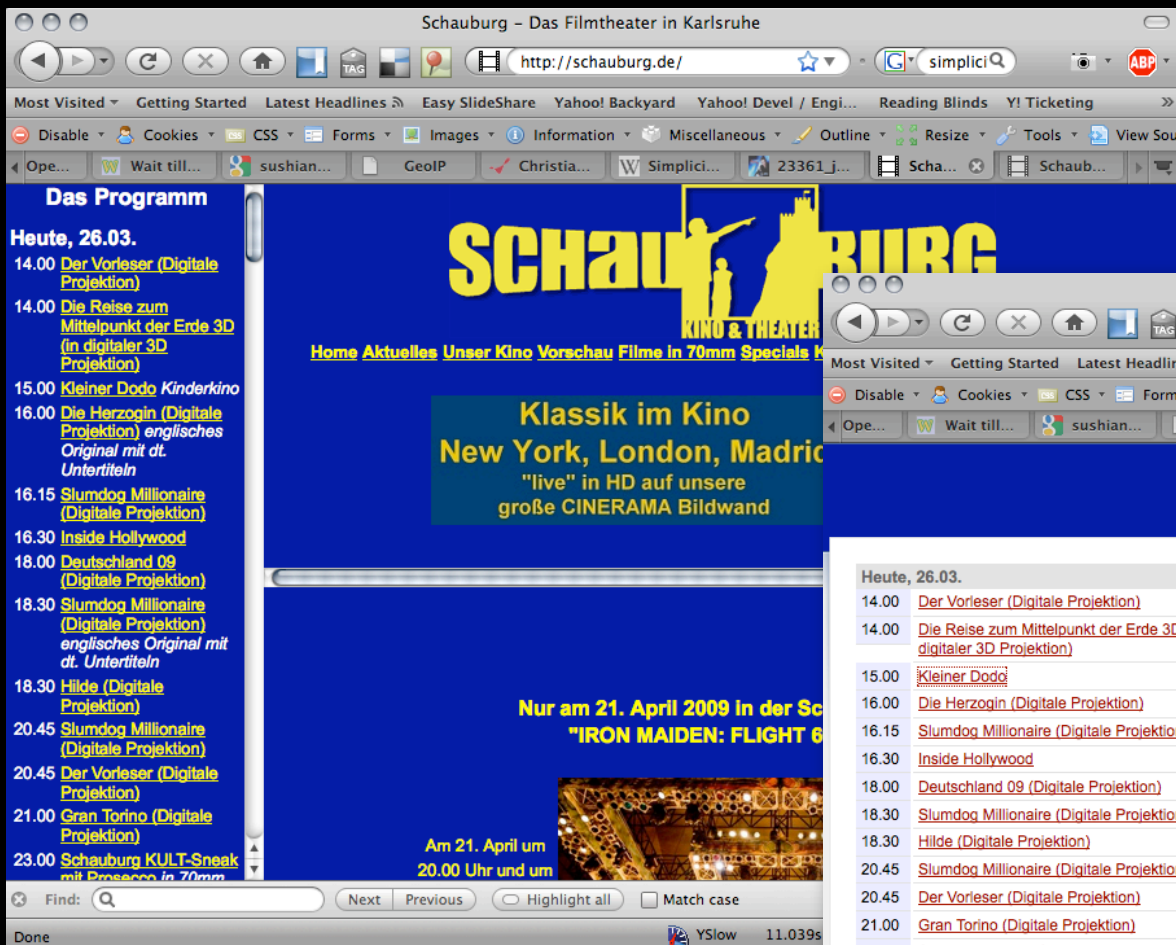 Schauburg – Das Filmtheater in Karlsruhe
TAG
http://schauburg.de/
G
simplici
ABP
Most Visited Getting Started Latest Headlines Easy SlideShare Yahoo! Backyard Yahoo! Devel / Engi... Reading Blinds Y! Ticketing »
Disable Cookies CSS Forms Images Information Miscellaneous Outline Resize Tools View Sou
Ope... Wait till... sushian... GeoIP Christia... Simplici... 23361_j... Scha... Schaub...
Das Programm
Heute, 26.03.
14.00 Der Vorleser (Digitale
Projektion)
14.00 Die Reise zum
Mittelpunkt der Erde 3D
(in digitaler 3D
Projektion)
15.00 Kleiner Dodo Kinderkino
16.00 Die Herzogin (Digitale
Projektion) englisches
Original mit dt.
Untertiteln
16.15 Slumdog Millionaire
(Digitale Projektion)
16.30 Inside Hollywood
18.00 Deutschland 09
(Digitale Projektion)
18.30 Slumdog Millionaire
(Digitale Projektion)
englisches Original mit
dt. Untertiteln
18.30 Hilde (Digitale
Projektion)
20.45 Slumdog Millionaire
(Digitale Projektion)
20.45 Der Vorleser (Digitale
Projektion)
21.00 Gran Torino (Digitale
Projektion)
23.00 Schauburg KULT-Sneak
mit Prosecco in 70mm
SCHAUBURG
KINO & THEATER
Home Aktuelles Unser Kino Vorschau Filme in 70mm Specials K
Klassik im Kino
New York, London, Madrid
"live" in HD auf unsere
große CINERAMA Bildwand
Nur am 21. April 2009 in der Sc
"IRON MAIDEN: FLIGHT 6
Am 21. April um
20.00 Uhr und um
TAG
Most Visited Getting Started Latest Headlin
Disable Cookies CSS Form
Ope... Wait till... sushian...
Heute, 26.03.
14.00 Der Vorleser (Digitale Projektion)
14.00 Die Reise zum Mittelpunkt der Erde 3D
digitaler 3D Projektion)
15.00 Kleiner Dodo
16.00 Die Herzogin (Digitale Projektion)
16.15 Slumdog Millionaire (Digitale Projektio
16.30 Inside Hollywood
18.00 Deutschland 09 (Digitale Projektion)
18.30 Slumdog Millionaire (Digitale Projektio
18.30 Hilde (Digitale Projektion)
20.45 Slumdog Millionaire (Digitale Projektio
20.45 Der Vorleser (Digitale Projektion)
21.00 Gran Torino (Digitale Projektion)
Find: Next Previous Highlight all Match case
Done YSlow 11.039s